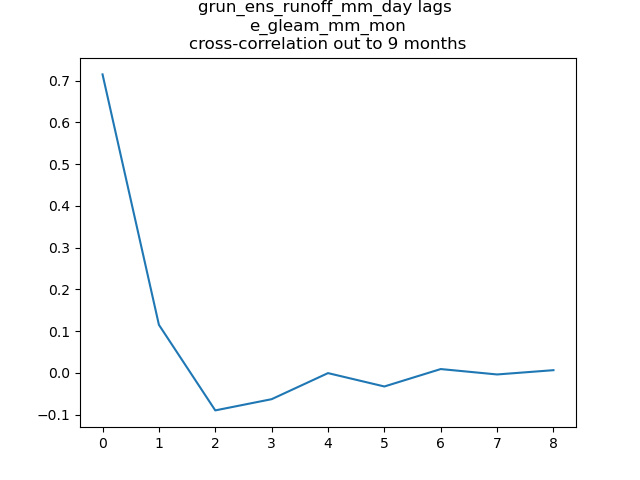 grun_ens_runoff_mm_day lags
e_gleam_mm_mon
cross-correlation out to 9 months
0.7
0.6
0.5
0.4
0.3
0.2
0.1
0.0
−0.1
0 1 2 3 4 5 6 7 8